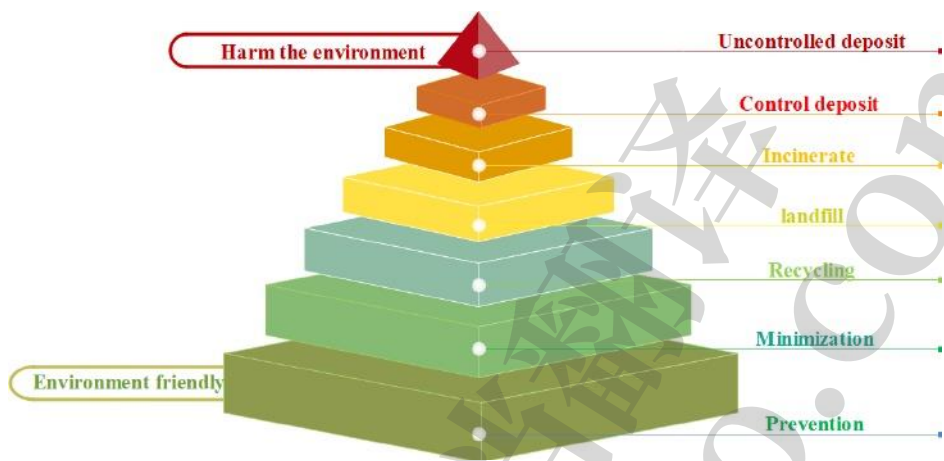 Harm the environment
Uncontrolled deposit
Control deposit
Incinerate
landfill
Recycling
Minimization
Environment friendly
Prevention